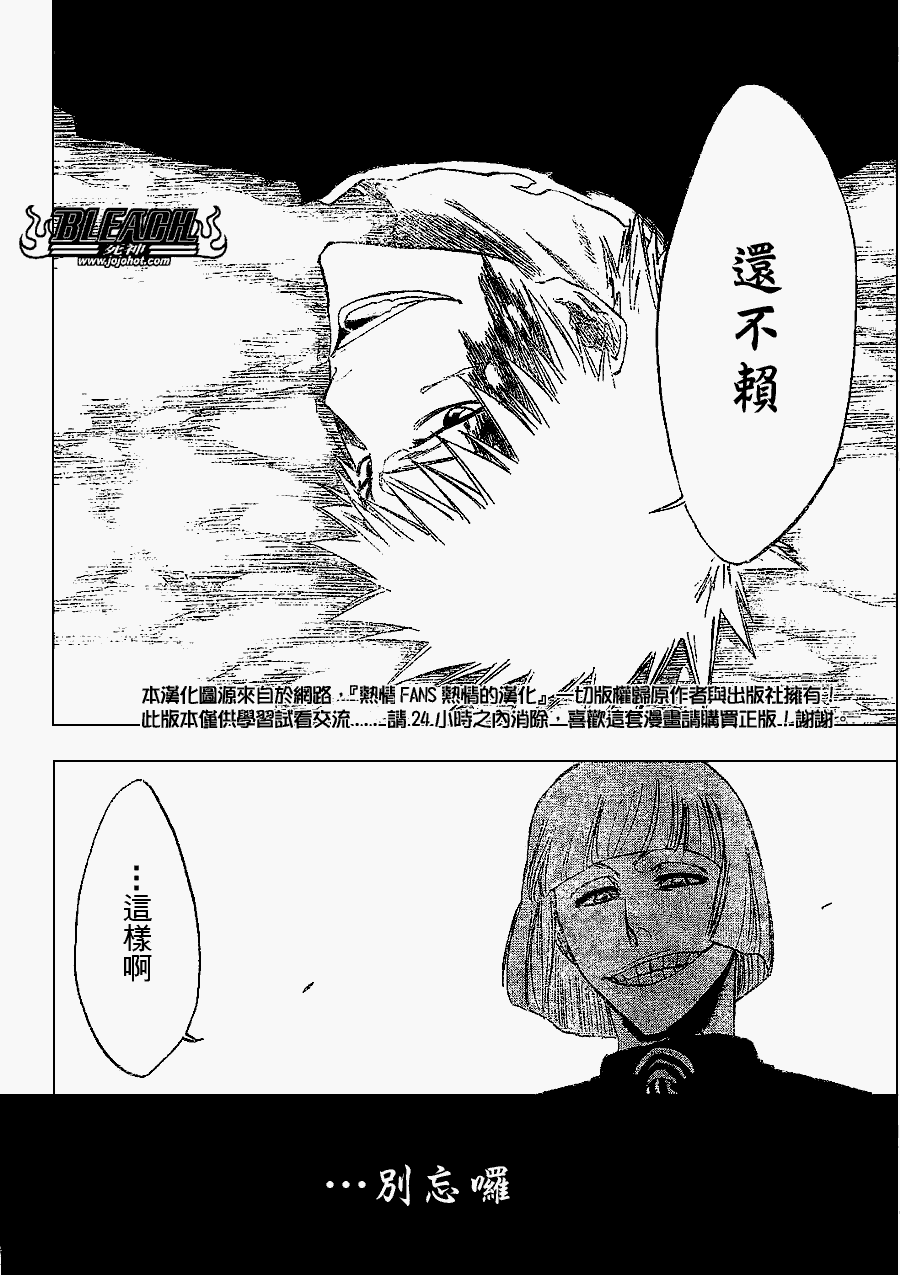 還不賴
BLEACH
死神
www.jojohot.com
本漢化圖源來自於網路，『熱情FANS熱情的漢化』一切版權歸原作者與出版社擁有！
此版本僅供學習試看交流……請24小時之內消除，喜歡這套漫畫請購買正版！謝謝。
…這樣啊
…別忘囉